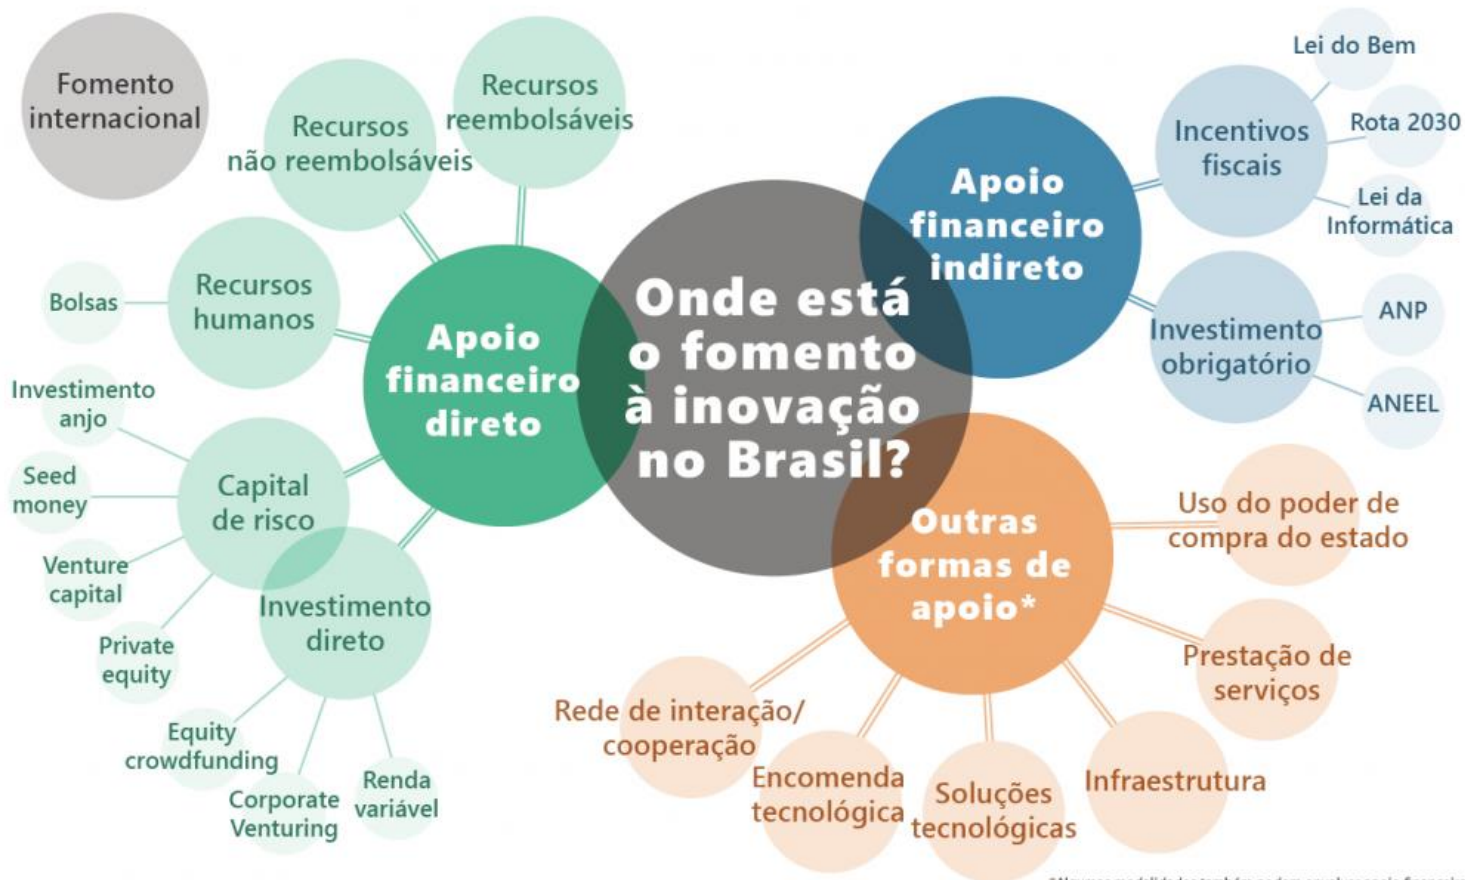 Fomento
internacional
Recursos
não reembolsáveis
Recursos
reembolsáveis
Recursos
humanos
Bolsas
Apoio
financeiro
direto
Investimento
anjo
Seed
money
Venture
capital
Private
equity
Capital
de risco
Investimento
direto
Equity
crowdfunding
Corporate
Venturing
Renda
variável
Onde está
o fomento
à inovação
no Brasil?
Apoio
financeiro
indireto
Incentivos
fiscais
Lei do Bem
Rota 2030
Lei da
Informática
Investimento
obrigatório
ANP
ANEEL
Outras
formas de
apoio*
Uso do poder de
compra do estado
Prestação de
serviços
Infraestrutura
Soluções
tecnológicas
Encomenda
tecnológica
Rede de interação/
cooperação